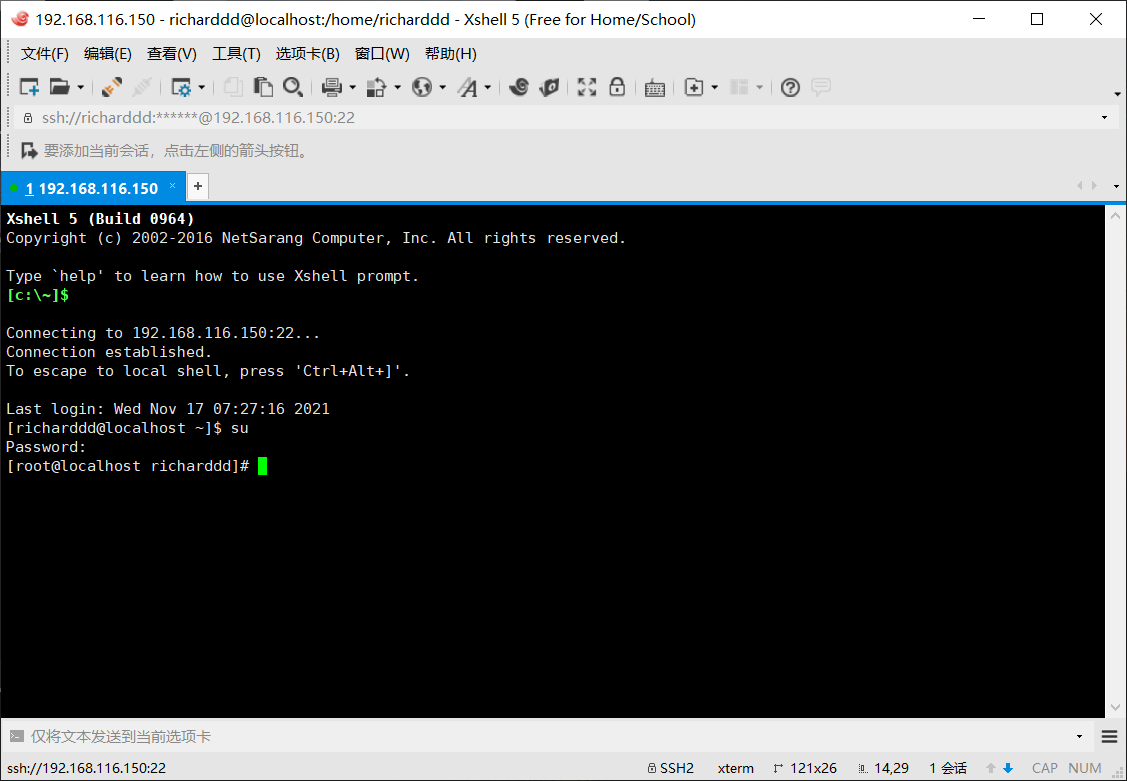 192.168.116.150 - richarddd@localhost:/home/richarddd - Xshell 5 (Free for Home/School)
文件(F) 编辑(E) 查看(V) 工具(T) 选项卡(B) 窗口(W) 帮助(H)
ssh://richarddd:******@192.168.116.150:22
要添加当前会话，点击左侧的箭头按钮。
1 192.168.116.150 × +
Xshell 5 (Build 0964)
Copyright (c) 2002-2016 NetSarang Computer, Inc. All rights reserved.
Type `help' to learn how to use Xshell prompt.
[c:\~]$
Connecting to 192.168.116.150:22...
Connection established.
To escape to local shell, press 'Ctrl+Alt+]'.
Last login: Wed Nov 17 07:27:16 2021
[richarddd@localhost ~]$ su
Password:
[root@localhost richarddd]#
仅将文本发送到当前选项卡
ssh://192.168.116.150:22 SSH2 xterm 121x26 14,29 1 会话 CAP NUM